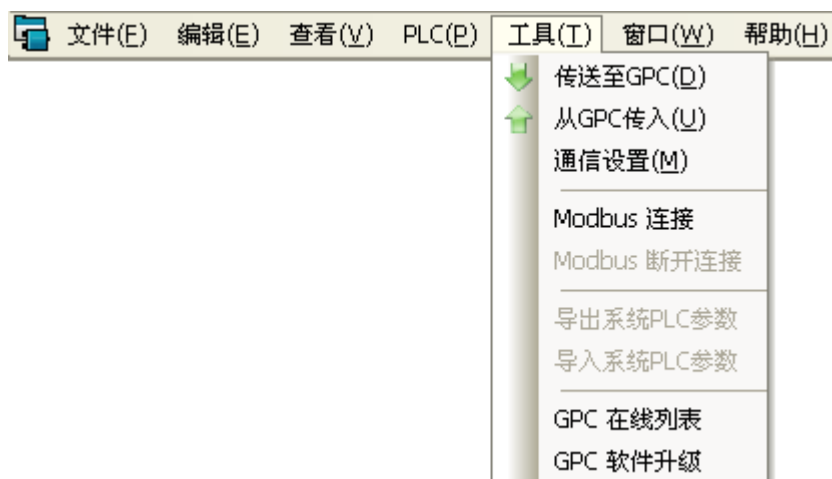 文件(F) 编辑(E) 查看(V) PLC(P) 工具(T) 窗口(W) 帮助(H)
传送至GPC(D)
从GPC传入(U)
通信设置(M)
Modbus 连接
Modbus 断开连接
导出系统PLC参数
导入系统PLC参数
GPC 在线列表
GPC 软件升级